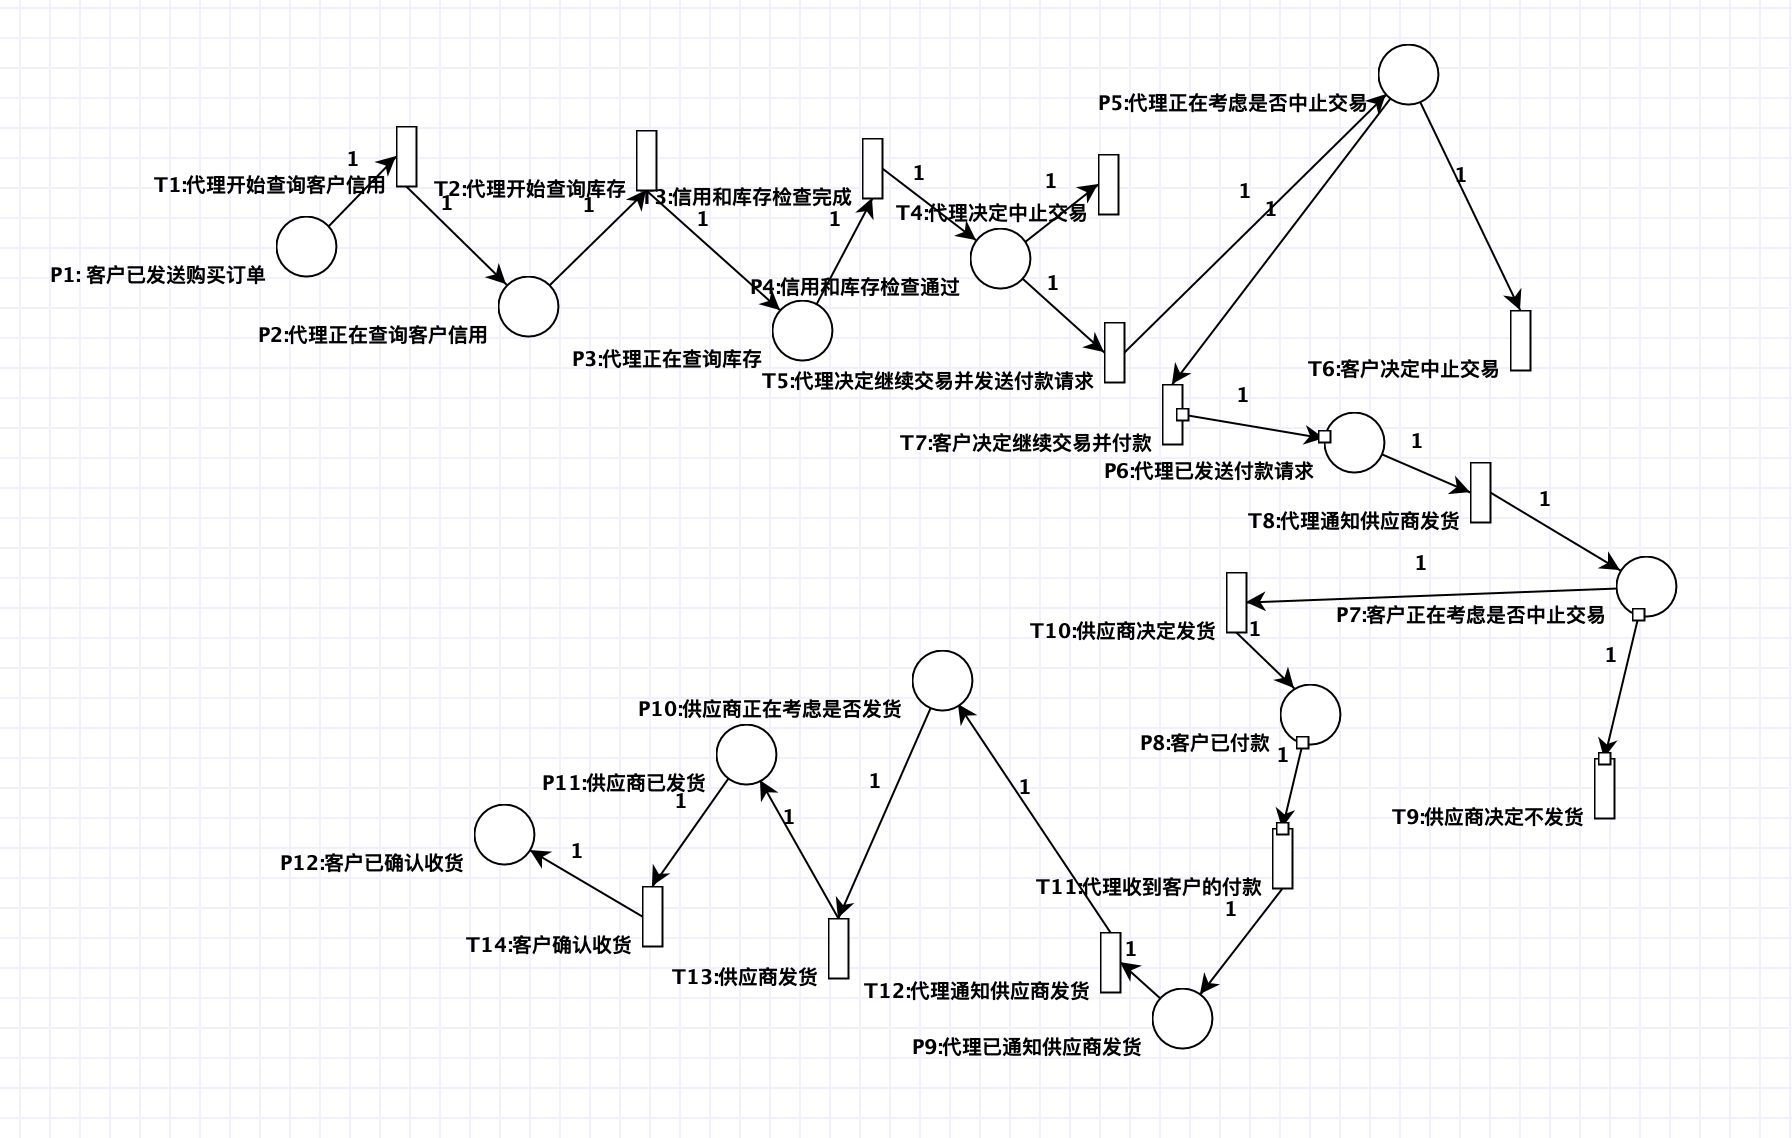 P5:代理正在考虑是否中止交易
1
T1:代理开始查询客户信用
1
T2:代理开始查询库存
1
T3:信用和库存检查完成
1
1
1
T4:代理决定中止交易
1
1
1
1
P1: 客户已发送购买订单
P4:信用和库存检查通过
1
P2:代理正在查询客户信用
P3:代理正在查询库存
T5:代理决定继续交易并发送付款请求
T6:客户决定中止交易
1
T7:客户决定继续交易并付款
1
P6:代理已发送付款请求
1
T8:代理通知供应商发货
1
P7:客户正在考虑是否中止交易
T10:供应商决定发货
1
1
P10:供应商正在考虑是否发货
P8:客户已付款
1
P11:供应商已发货
1
1
1
1
T9:供应商决定不发货
P12:客户已确认收货
1
T11:代理收到客户的付款
1
T14:客户确认收货
1
T13:供应商发货
T12:代理通知供应商发货
P9:代理已通知供应商发货